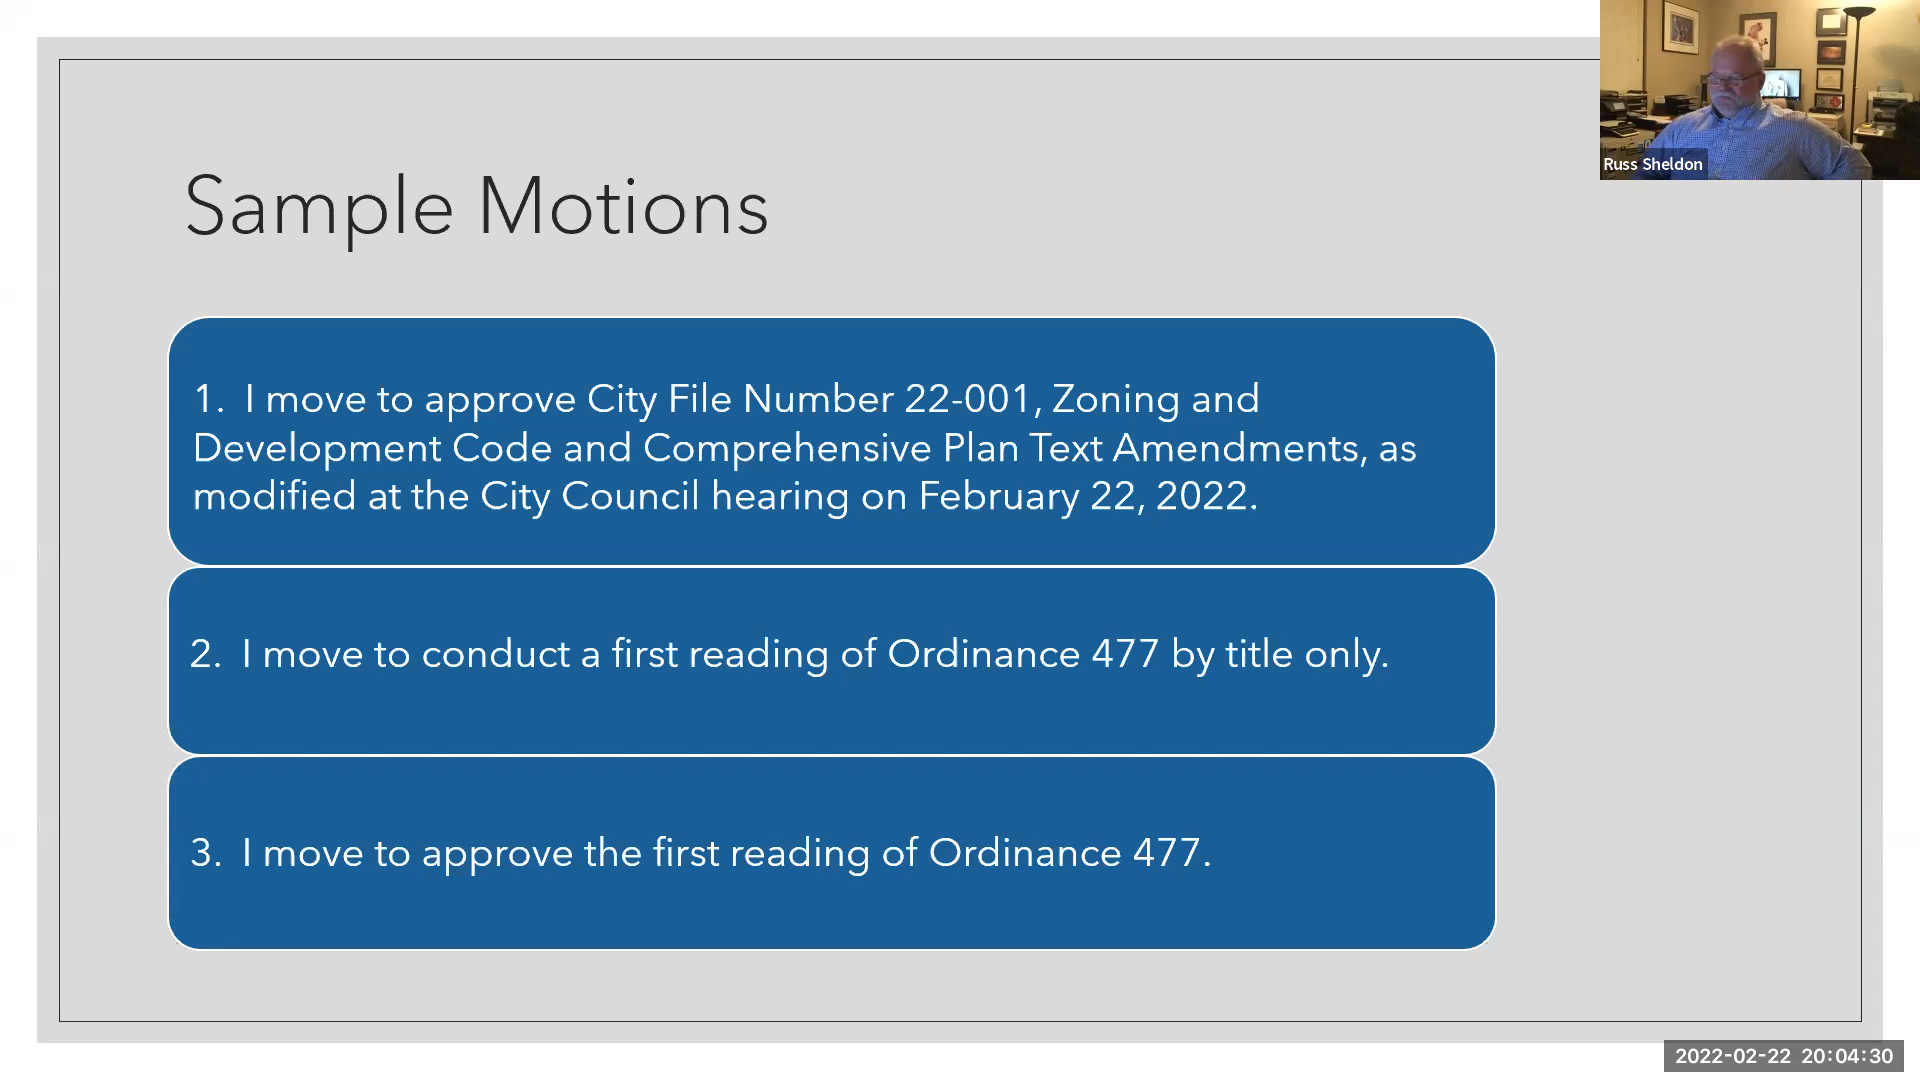 Russ Sheldon
Sample Motions
1. I move to approve City File Number 22-001, Zoning and
Development Code and Comprehensive Plan Text Amendments, as
modified at the City Council hearing on February 22, 2022.
2. I move to conduct a first reading of Ordinance 477 by title only.
3. I move to approve the first reading of Ordinance 477.
2022-02-22 20:04:30